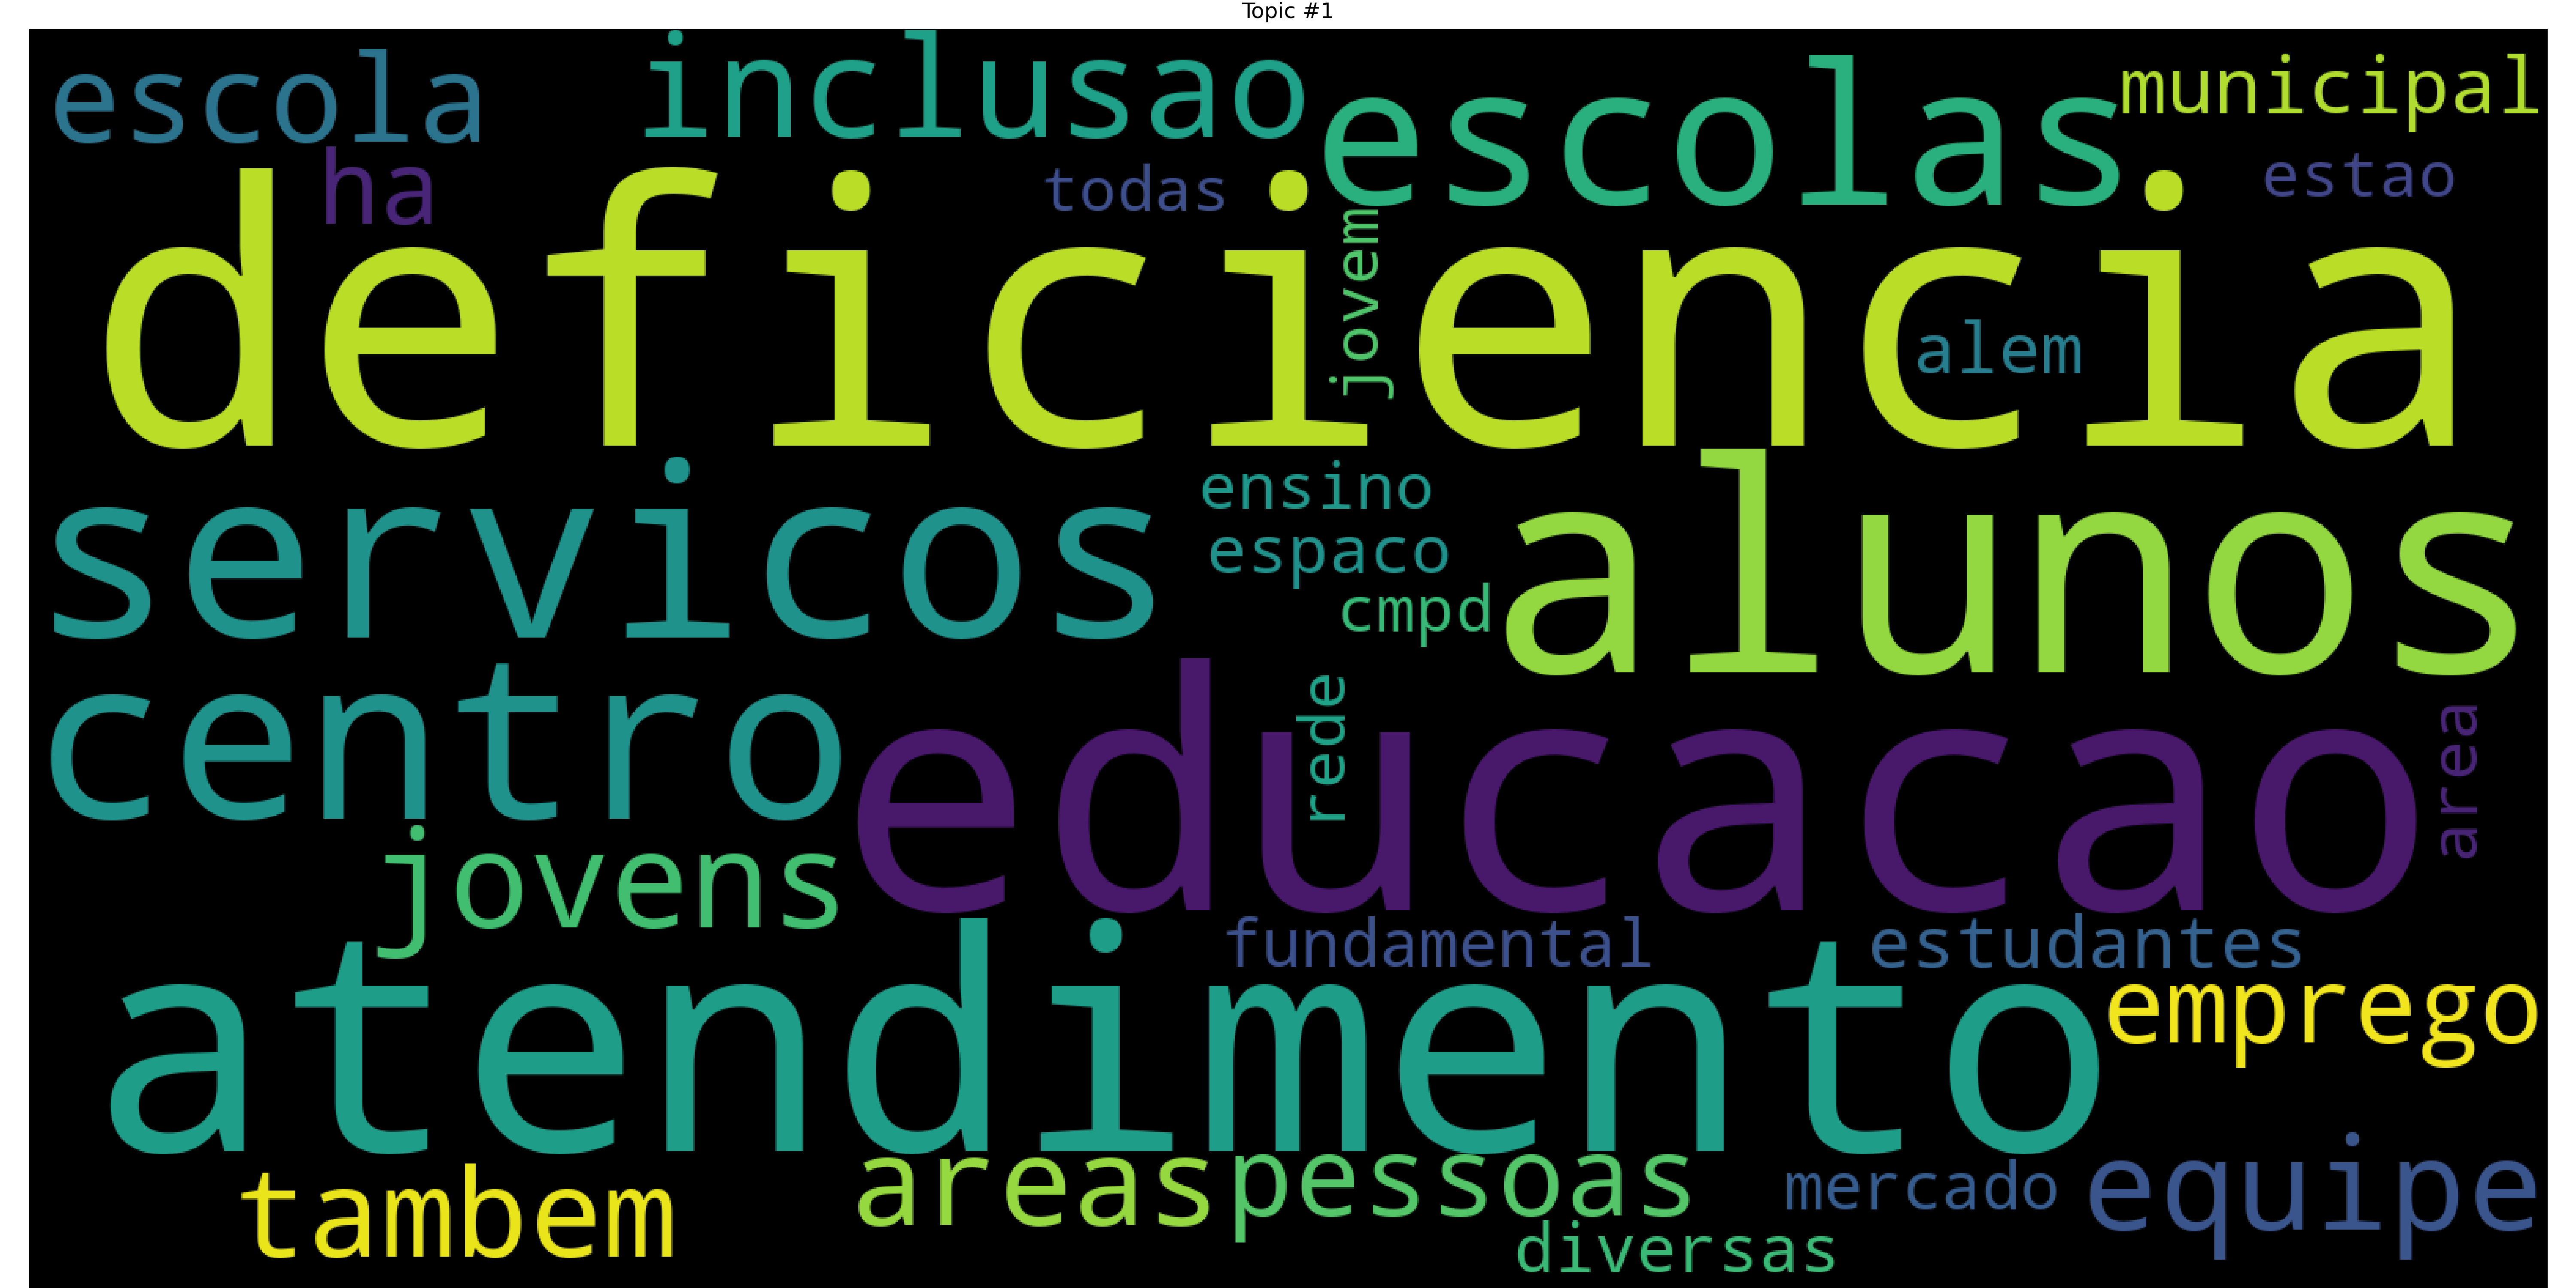 Topic #1
escola
inclusao
escolas
municipal
ha
todas
estao
deficiencia
jovem
alem
servicos
ensino
espaco
cmpd
alunos
centro
educacao
rede
area
jovens
fundamental
estudantes
atendimento
emprego
tambem
areas
pessoas
mercado
equipe
diversas